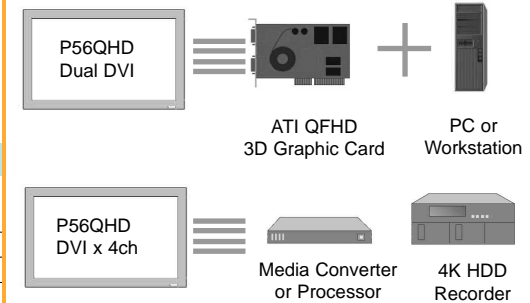 P56QHD
Dual DVI
ATI QFHD
3D Graphic Card
PC or
Workstation
P56QHD
DVI x 4ch
Media Converter
or Processor
4K HDD
Recorder